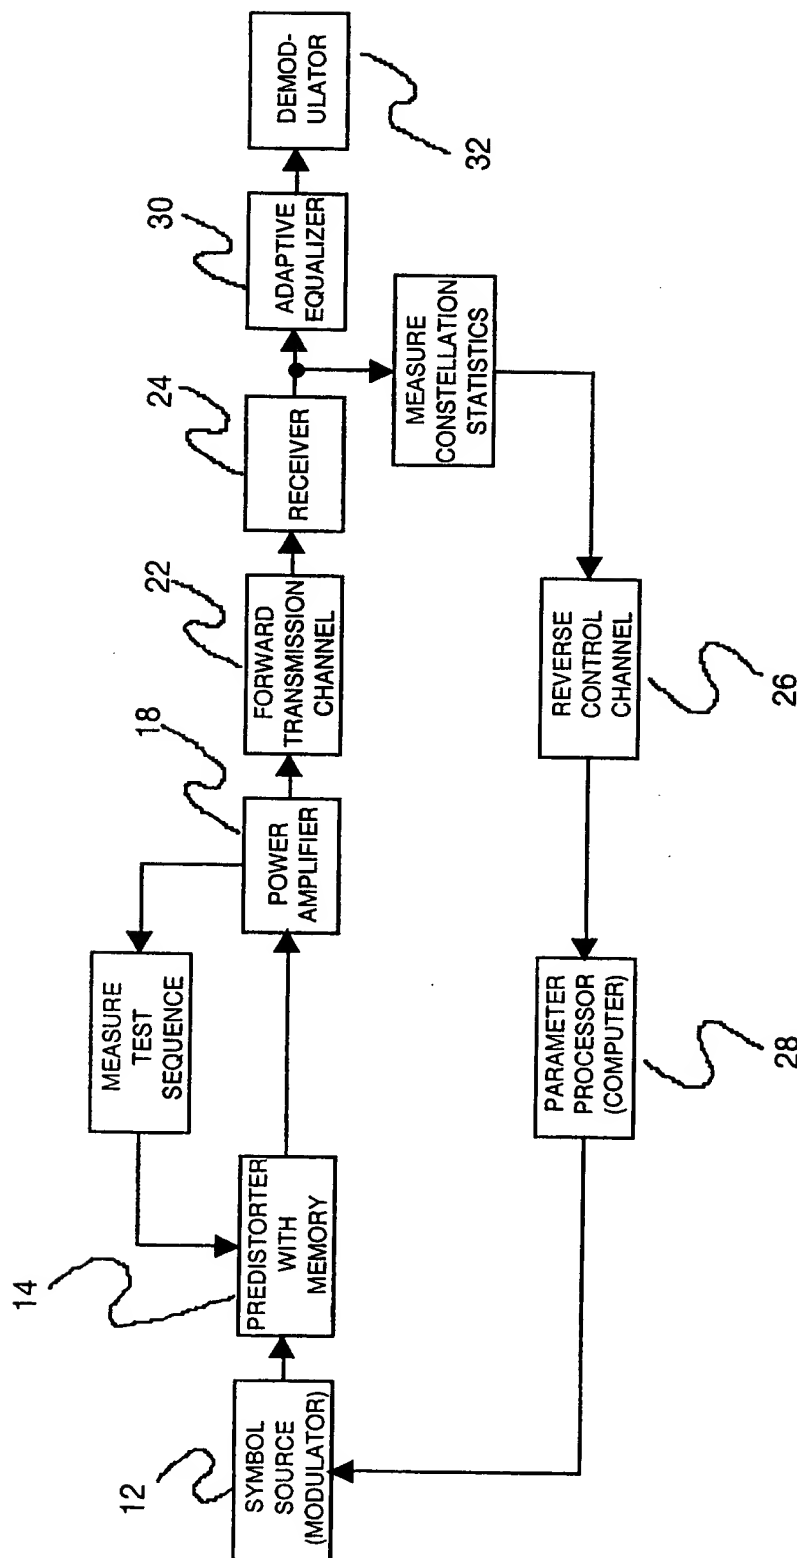 12
SYMBOL
SOURCE
(MODULATOR)
14
PREDISTORTER
WITH
MEMORY
MEASURE
TEST
SEQUENCE
18
POWER
AMPLIFIER
22
FORWARD
TRANSMISSION
CHANNEL
24
RECEIVER
30
ADAPTIVE
EQUALIZER
DEMOD-
ULATOR
32
MEASURE
CONSTELLATION
STATISTICS
REVERSE
CONTROL
CHANNEL
26
PARAMETER
PROCESSOR
(COMPUTER)
28